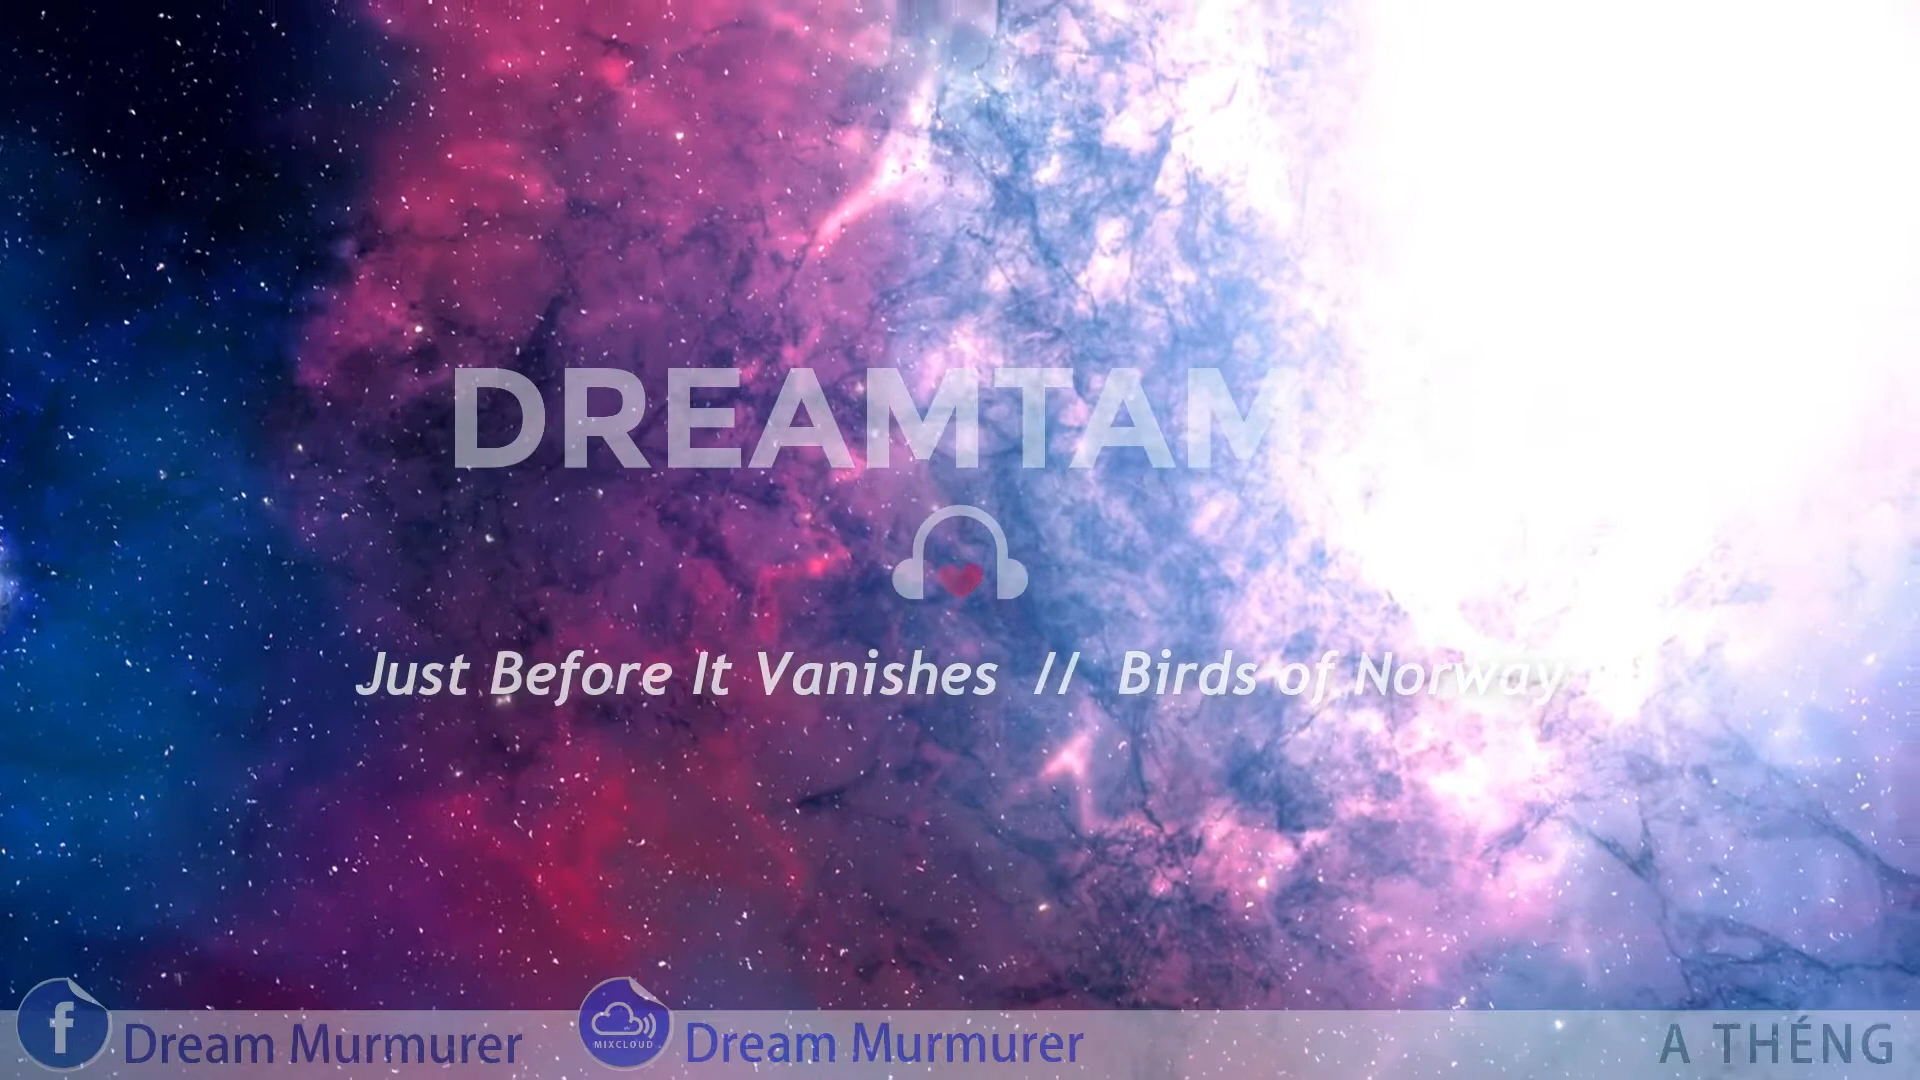 DREAMTAM
Just Before It Vanishes // Birds of Norway
f Dream Murmurer
MIXCLOUD Dream Murmurer
A THÉNG